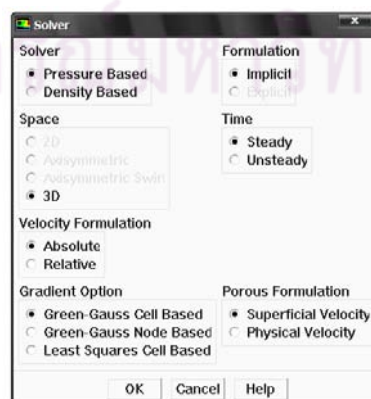 Solver
x
Solver
Pressure Based
Density Based
Formulation
Implicit
Explicit
Space
2D
Axisymmetric
Axisymmetric Swirl
3D
Time
Steady
Unsteady
Velocity Formulation
Absolute
Relative
Gradient Option
Green-Gauss Cell Based
Green-Gauss Node Based
Least Squares Cell Based
Porous Formulation
Superficial Velocity
Physical Velocity
OK
Cancel
Help